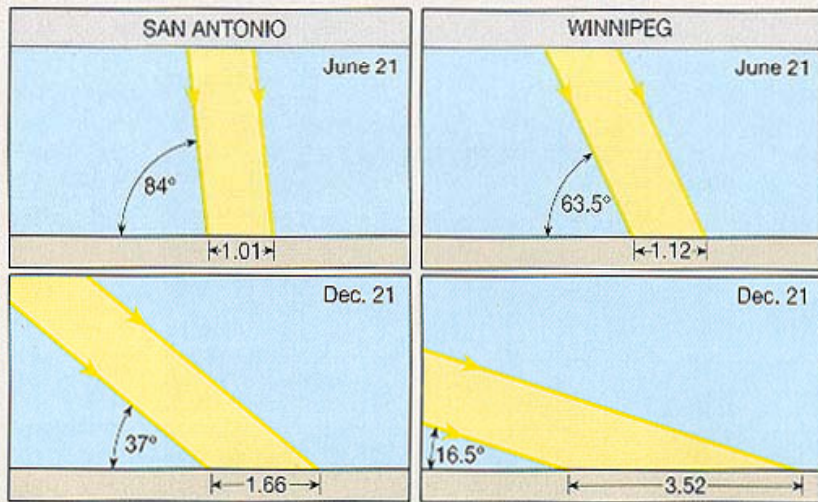 SAN ANTONIO
June 21
84°
1.01
WINNIPEG
June 21
63.5°
1.12
Dec. 21
37°
1.66
Dec. 21
16.5°
3.52